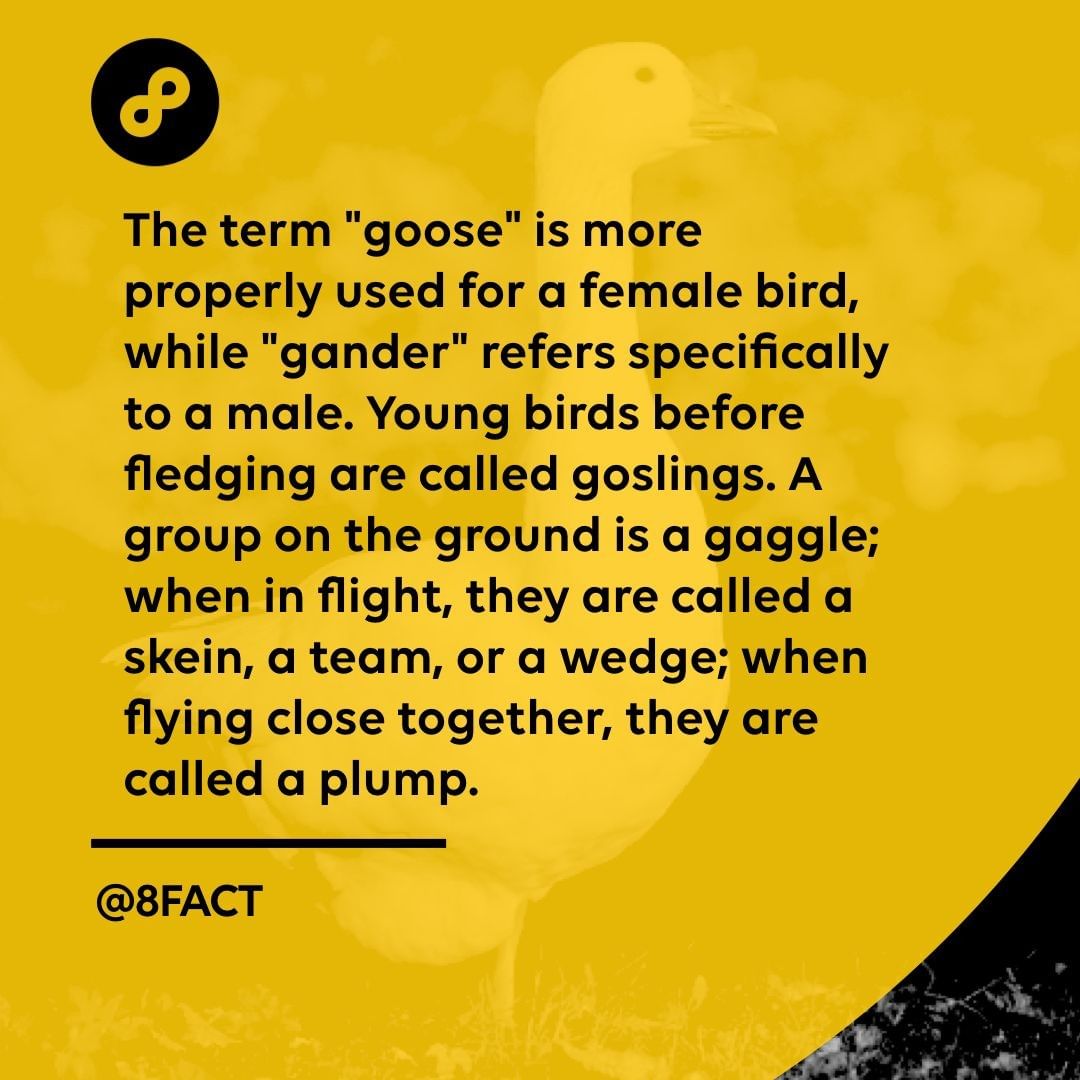 The term "goose" is more
properly used for a female bird,
while "gander" refers specifically
to a male. Young birds before
fledging are called goslings. A
group on the ground is a gaggle;
when in flight, they are called a
skein, a team, or a wedge; when
flying close together, they are
called a plump.
@8FACT